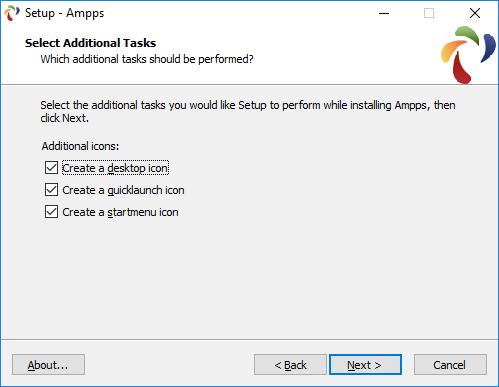 Setup - Ampps
Select Additional Tasks
Which additional tasks should be performed?
Select the additional tasks you would like Setup to perform while installing Ampps, then
click Next.
Additional icons:
Create a desktop icon
Create a quicklaunch icon
Create a startmenu icon
About...
< Back
Next >
Cancel